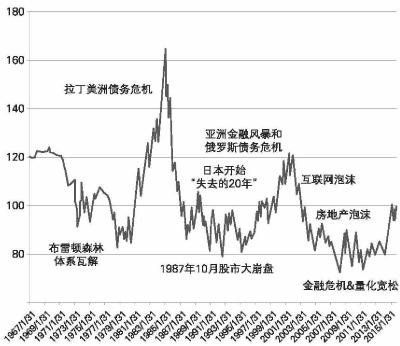 180
160
140
120
100
80
60
拉丁美洲债务危机
亚洲金融风暴和
俄罗斯债务危机
日本开始
“失去的20年”
互联网泡沫
房地产泡沫
布雷顿森林
体系瓦解
1987年10月股市大崩盘
金融危机&量化宽松
1967/1/31
1969/1/31
1971/1/31
1973/1/31
1975/1/31
1977/1/31
1979/1/31
1981/1/31
1983/1/31
1985/1/31
1987/1/31
1989/1/31
1991/1/31
1993/1/31
1995/1/31
1997/1/31
1999/1/31
2001/1/31
2003/1/31
2005/1/31
2007/1/31
2009/1/31
2011/1/31
2013/1/31
2015/1/31